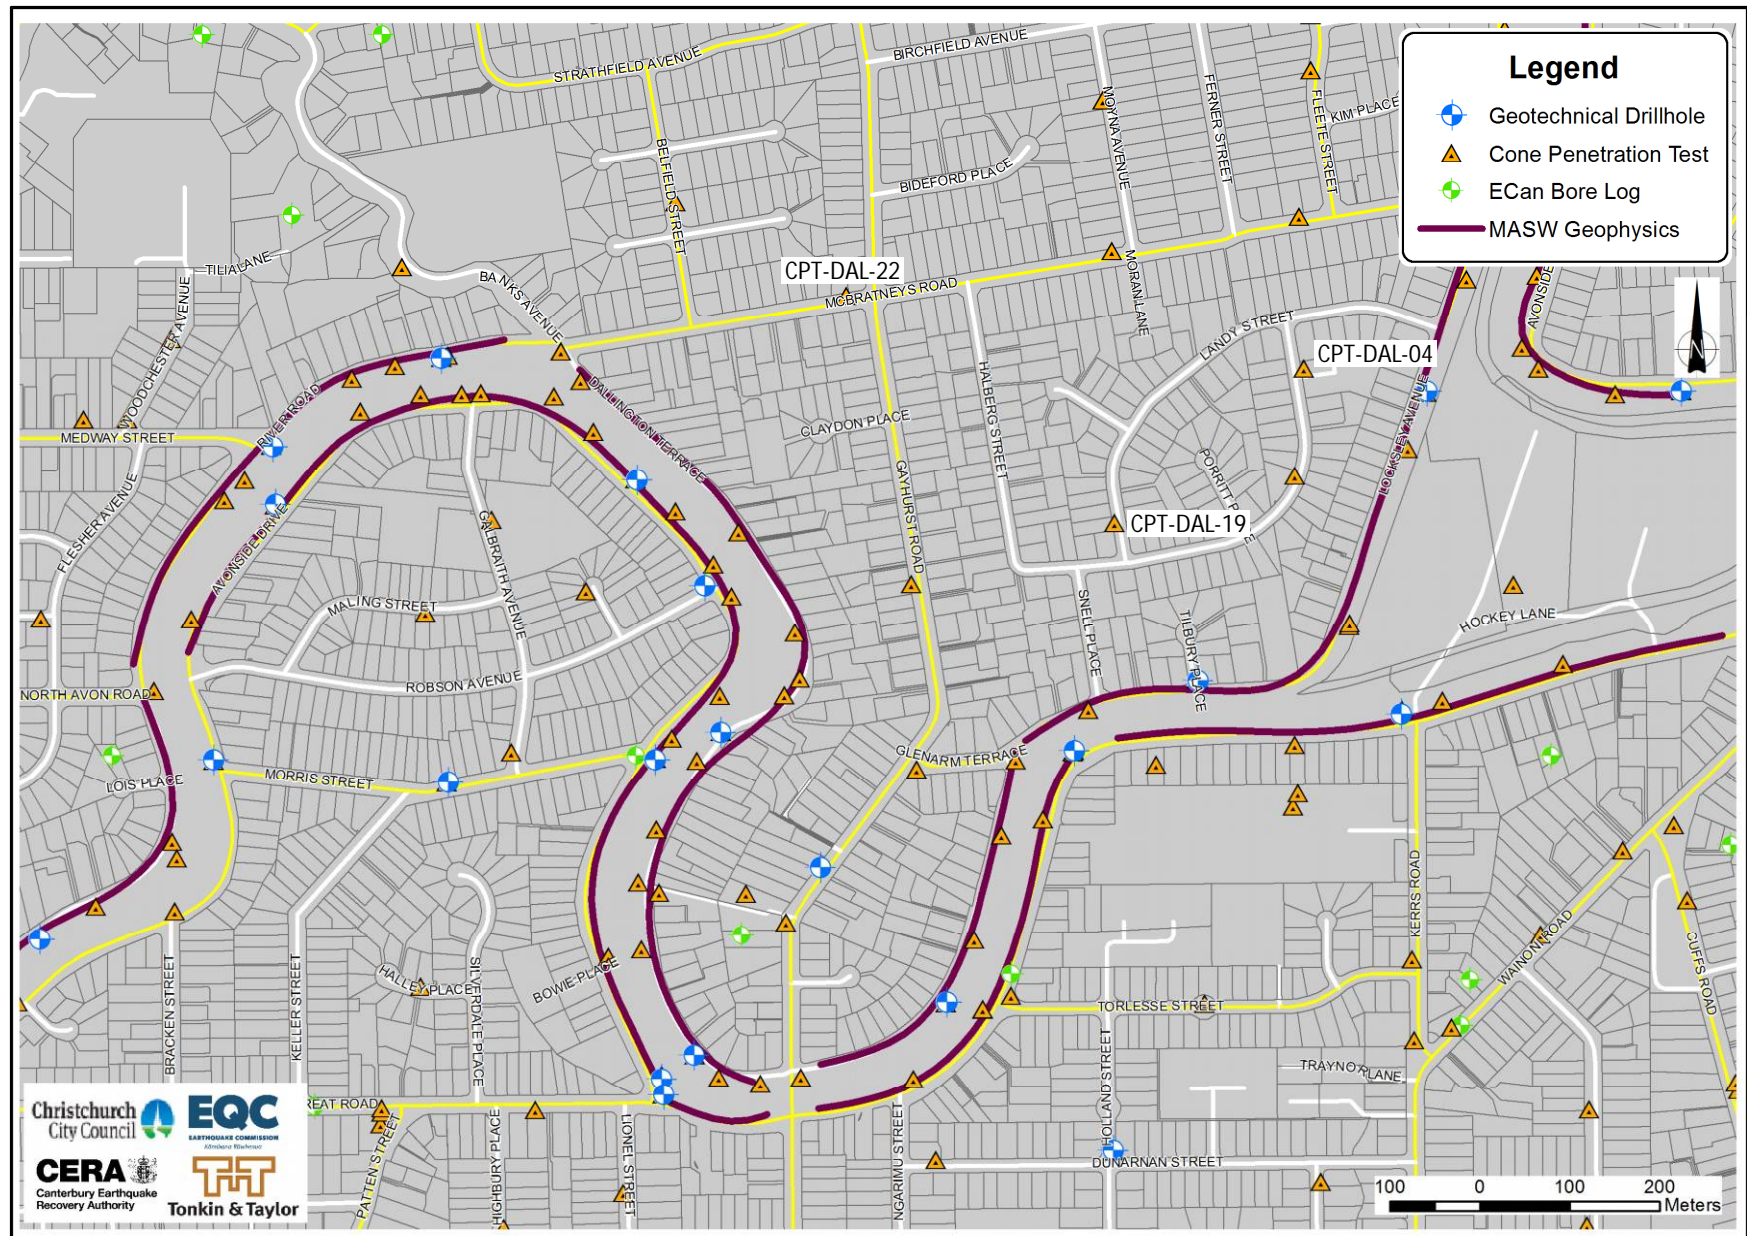 STRATHFIELD AVENUE
BIRCHFIELD AVENUE
MOYNA AVENUE
FERNER STREET
FLEETE STREET
KIM PLACE
Legend
Geotechnical Drillhole
Cone Penetration Test
ECan Bore Log
MASW Geophysics
BELFIELD STREET
BIDEFORD PLACE
TILIA LANE
BANKS AVENUE
CPT-DAL-22
MCBRATNEYS ROAD
MORAN LANE
AVONSIDE
N
WOODCHESTER AVENUE
LANDY STREET
CPT-DAL-04
RIVER ROAD
DALLINGTON TERRACE
CLAYDON PLACE
HALBERG STREET
LOCKSLEY AVENUE
MEDWAY STREET
FLESHER AVENUE
AVONSIDE DRIVE
GALBRAITH AVENUE
GAYHURST ROAD
PORRITT P
CPT-DAL-19
MALING STREET
SNELL PLACE
TILBURY PLACE
HOCKEY LANE
NORTH AVON ROAD
ROBSON AVENUE
GLENARM TERRACE
LOIS PLACE
MORRIS STREET
KERRS ROAD
WAINONI ROAD
CUFFS ROAD
HALLEY PLACE
SILVERDALE PLACE
BOWIE PLACE
BRACKEN STREET
KELLER STREET
TORLESSE STREET
HOLLAND STREET
TRAYNOR LANE
REAT ROAD
PATTEN STREET
HIGHBURY PLACE
LIONEL STREET
NGARIMU STREET
DUNARNAN STREET
Christchurch
City Council
EQC
EARTHQUAKE COMMISSION
CERA
Canterbury Earthquake
Recovery Authority
T+T
Tonkin & Taylor
100 0 100 200
Meters